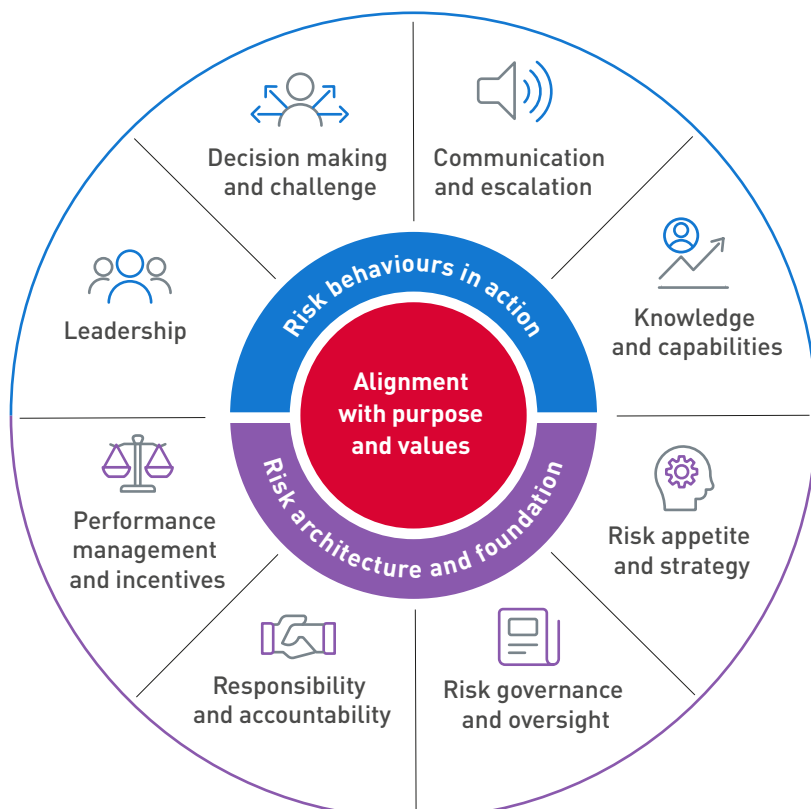 Decision making
and challenge
Communication
and escalation
Leadership
Knowledge
and capabilities
Risk behaviours in action
Alignment
with purpose
and values
Risk architecture and foundation
Performance
management
and incentives
Risk appetite
and strategy
Responsibility
and accountability
Risk governance
and oversight